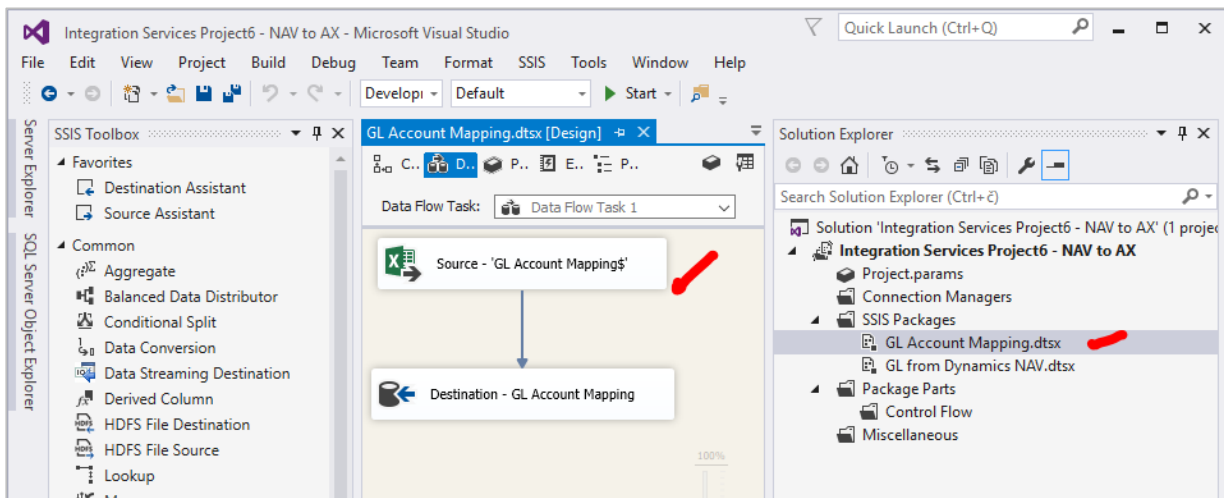 Integration Services Project6 - NAV to AX - Microsoft Visual Studio
Quick Launch (Ctrl+Q)
File Edit View Project Build Debug Team Format SSIS Tools Window Help
Developı Default Start
Server Explorer
SQL Server Object Explorer
SSIS Toolbox
Favorites
Destination Assistant
Source Assistant
Common
Aggregate
Balanced Data Distributor
Conditional Split
Data Conversion
Data Streaming Destination
Derived Column
HDFS File Destination
HDFS File Source
Lookup
GL Account Mapping.dtsx [Design]
C.. D.. P.. E.. P..
Data Flow Task: Data Flow Task 1
Source - 'GL Account Mapping$'
Destination - GL Account Mapping
100%
Solution Explorer
Search Solution Explorer (Ctrl+č)
Solution 'Integration Services Project6 - NAV to AX' (1 projec
Integration Services Project6 - NAV to AX
Project.params
Connection Managers
SSIS Packages
GL Account Mapping.dtsx
GL from Dynamics NAV.dtsx
Package Parts
Control Flow
Miscellaneous